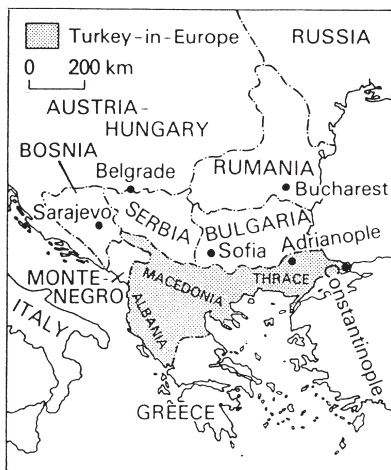 Turkey-in-Europe
0 200 km
RUSSIA
AUSTRIA-
HUNGARY
BOSNIA
Belgrade
RUMANIA
Bucharest
Sarajevo
SERBIA
BULGARIA
Sofia
Adrianople
MONTE-
NEGRO
MACEDONIA
THRACE
Constantinople
ITALY
ALBANIA
GREECE